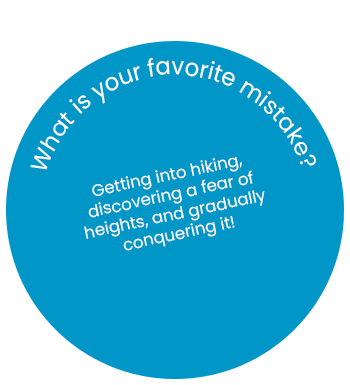 What is your favorite mistake?
Getting into hiking,
discovering a fear of
heights, and gradually
conquering it!